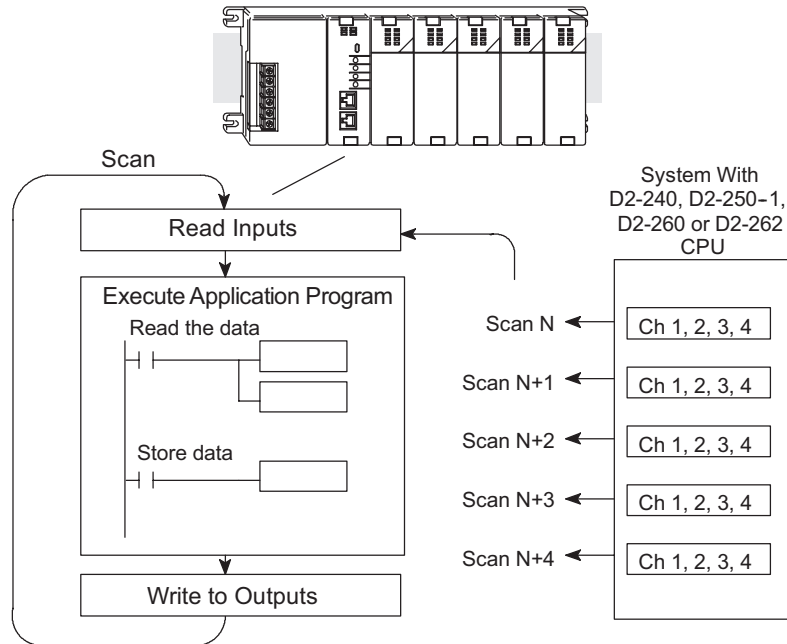 Scan
System With
D2-240, D2-250-1,
D2-260 or D2-262
CPU
Read Inputs
Execute Application Program
Read the data
Store data
Write to Outputs
Scan N
Ch 1, 2, 3, 4
Scan N+1
Ch 1, 2, 3, 4
Scan N+2
Ch 1, 2, 3, 4
Scan N+3
Ch 1, 2, 3, 4
Scan N+4
Ch 1, 2, 3, 4